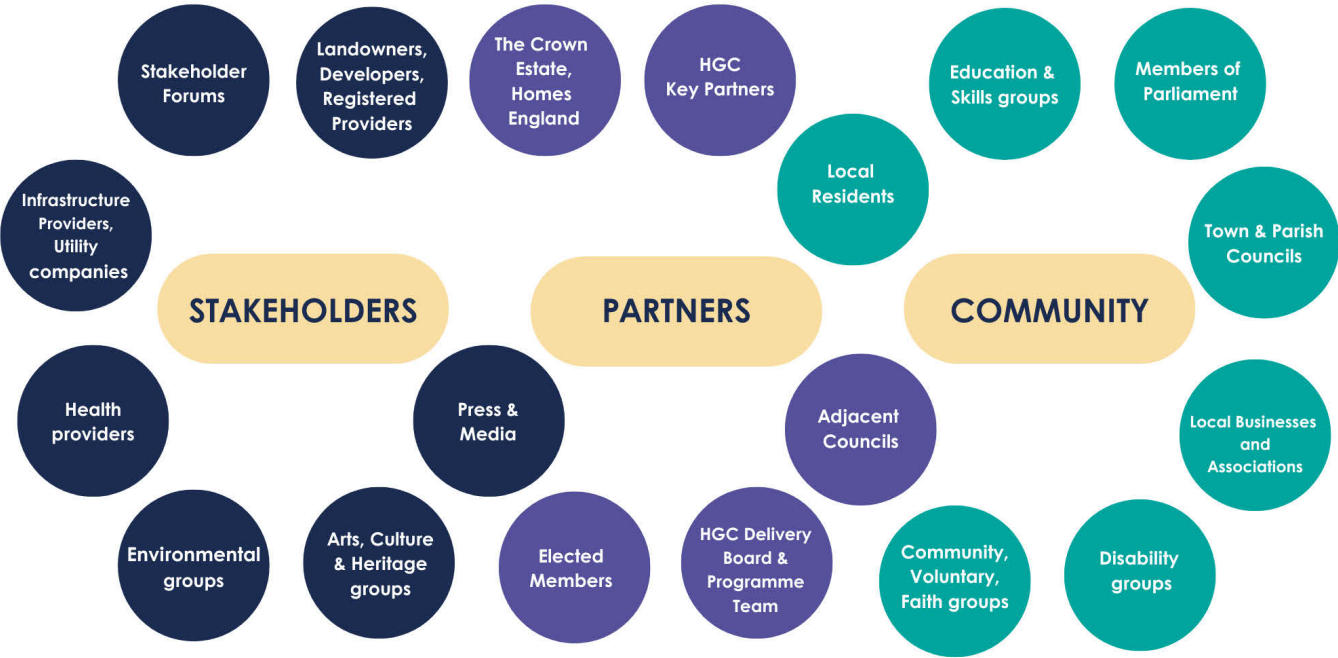 Stakeholder
Forums
Landowners,
Developers,
Registered
Providers
The Crown
Estate,
Homes
England
HGC
Key Partners
Education &
Skills groups
Members of
Parliament
Local
Residents
Infrastructure
Providers,
Utility
companies
Town & Parish
Councils
STAKEHOLDERS
PARTNERS
COMMUNITY
Health
providers
Press &
Media
Adjacent
Councils
Local Businesses
and
Associations
Environmental
groups
Arts, Culture
& Heritage
groups
Elected
Members
HGC Delivery
Board &
Programme
Team
Community,
Voluntary,
Faith groups
Disability
groups